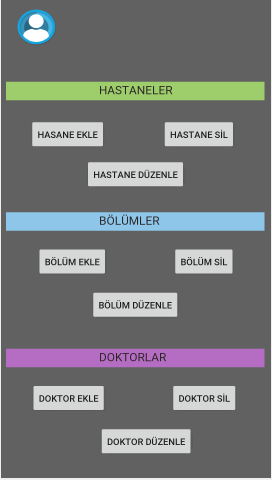 HASTANELER
HASANE EKLE
HASTANE SİL
HASTANE DÜZENLE
BÖLÜMLER
BÖLÜM EKLE
BÖLÜM SİL
BÖLÜM DÜZENLE
DOKTORLAR
DOKTOR EKLE
DOKTOR SİL
DOKTOR DÜZENLE